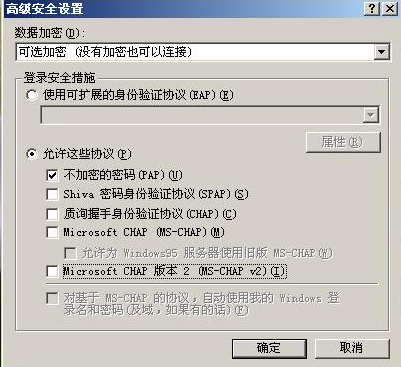 高级安全设置
数据加密(D):
可选加密 (没有加密也可以连接)
登录安全措施
使用可扩展的身份验证协议(EAP)(E)
属性(R)
允许这些协议(P)
不加密的密码(PAP)(U)
Shiva 密码身份验证协议(SPAP)(S)
质询握手身份验证协议(CHAP)(C)
Microsoft CHAP (MS-CHAP)(M)
允许为 Windows95 服务器使用旧版 MS-CHAP(W)
Microsoft CHAP 版本 2 (MS-CHAP v2)(I)
对基于 MS-CHAP 的协议，自动使用我的 Windows 登
录名和密码(及域，如果有的话)(F)
确定
取消